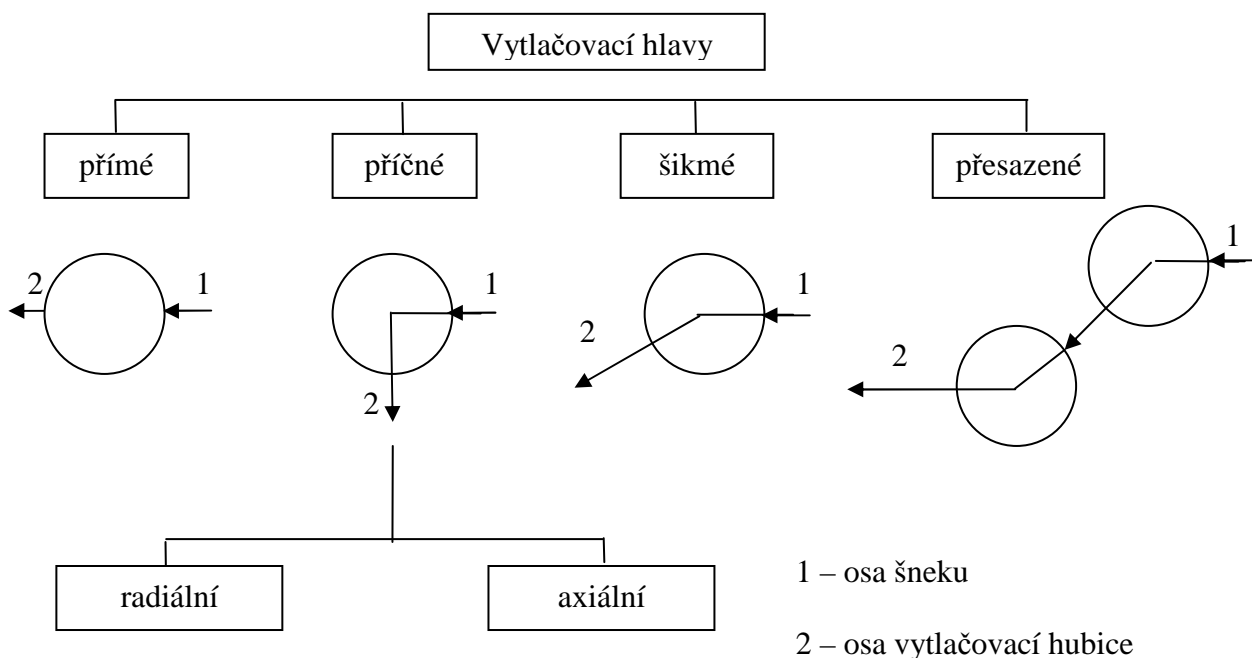 Vytlačovací hlavy
přímé
příčné
šikmé
přesazené
2
1
1
2
1
2
1
2
radiální
axiální
1 – osa šneku
2 – osa vytlačovací hubice